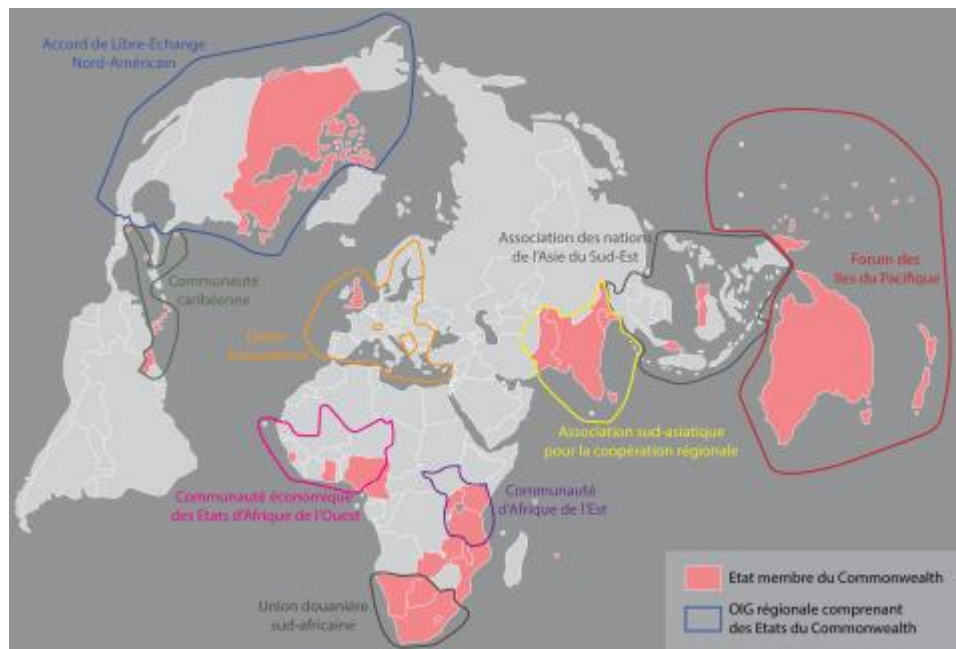 Accord de Libre-Echange
Nord-Américain
Communauté
caribéenne
Union
Européenne
Association des nations
de l'Asie du Sud-Est
Forum des
Iles du Pacifique
Association sud-asiatique
pour la coopération régionale
Communauté économique
des Etats d'Afrique de l'Ouest
Communauté
d'Afrique de l'Est
Union douanière
sud-africaine
Etat membre du Commonwealth
OIG régionale comprenant
des Etats du Commonwealth